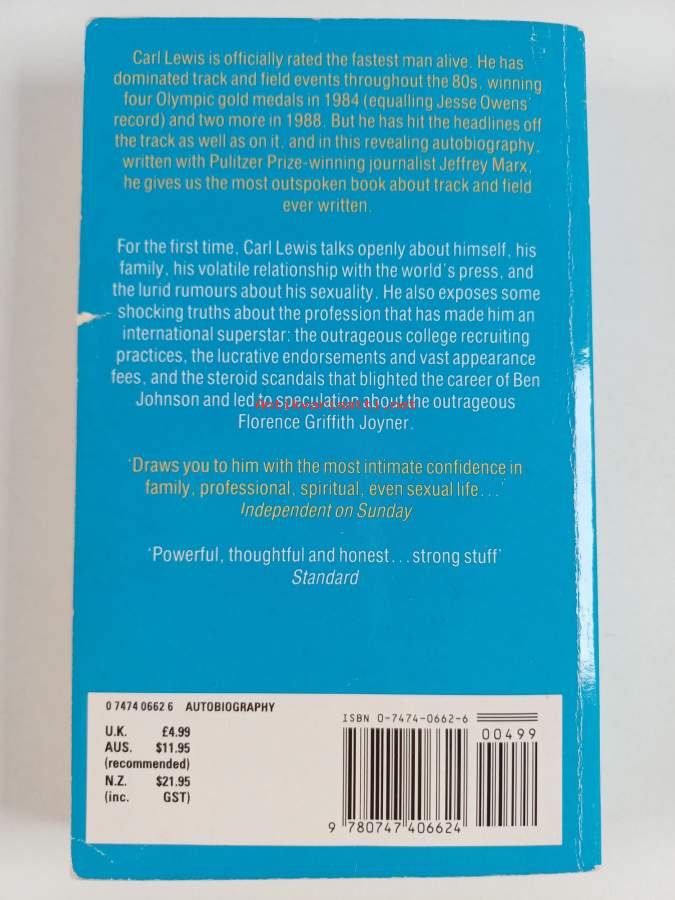 Carl Lewis is officially rated the fastest man alive. He has
dominated track and field events throughout the 80s, winning
four Olympic gold medals in 1984 (equalling Jesse Owens'
record) and two more in 1988. But he has hit the headlines off
the track as well as on it, and in this revealing autobiography,
written with Pulitzer Prize-winning journalist Jeffrey Marx,
he gives us the most outspoken book about track and field
ever written.
For the first time, Carl Lewis talks openly about himself, his
family, his volatile relationship with the world's press, and
the lurid rumours about his sexuality. He also exposes some
shocking truths about the profession that has made him an
international superstar: the outrageous college recruiting
practices, the lucrative endorsements and vast appearance
fees, and the steroid scandals that blighted the career of Ben
Johnson and led to speculation about the outrageous
Antikvariaatti.net
Florence Griffith Joyner.
'Draws you to him with the most intimate confidence in
family, professional, spiritual, even sexual life...'
Independent on Sunday
'Powerful, thoughtful and honest...strong stuff'
Standard
0 7474 0662 6 AUTOBIOGRAPHY
U.K. £4.99
AUS. $11.95
(recommended)
N.Z. $21.95
(inc. GST)
ISBN 0-7474-0662-6
00499
9 780747 406624